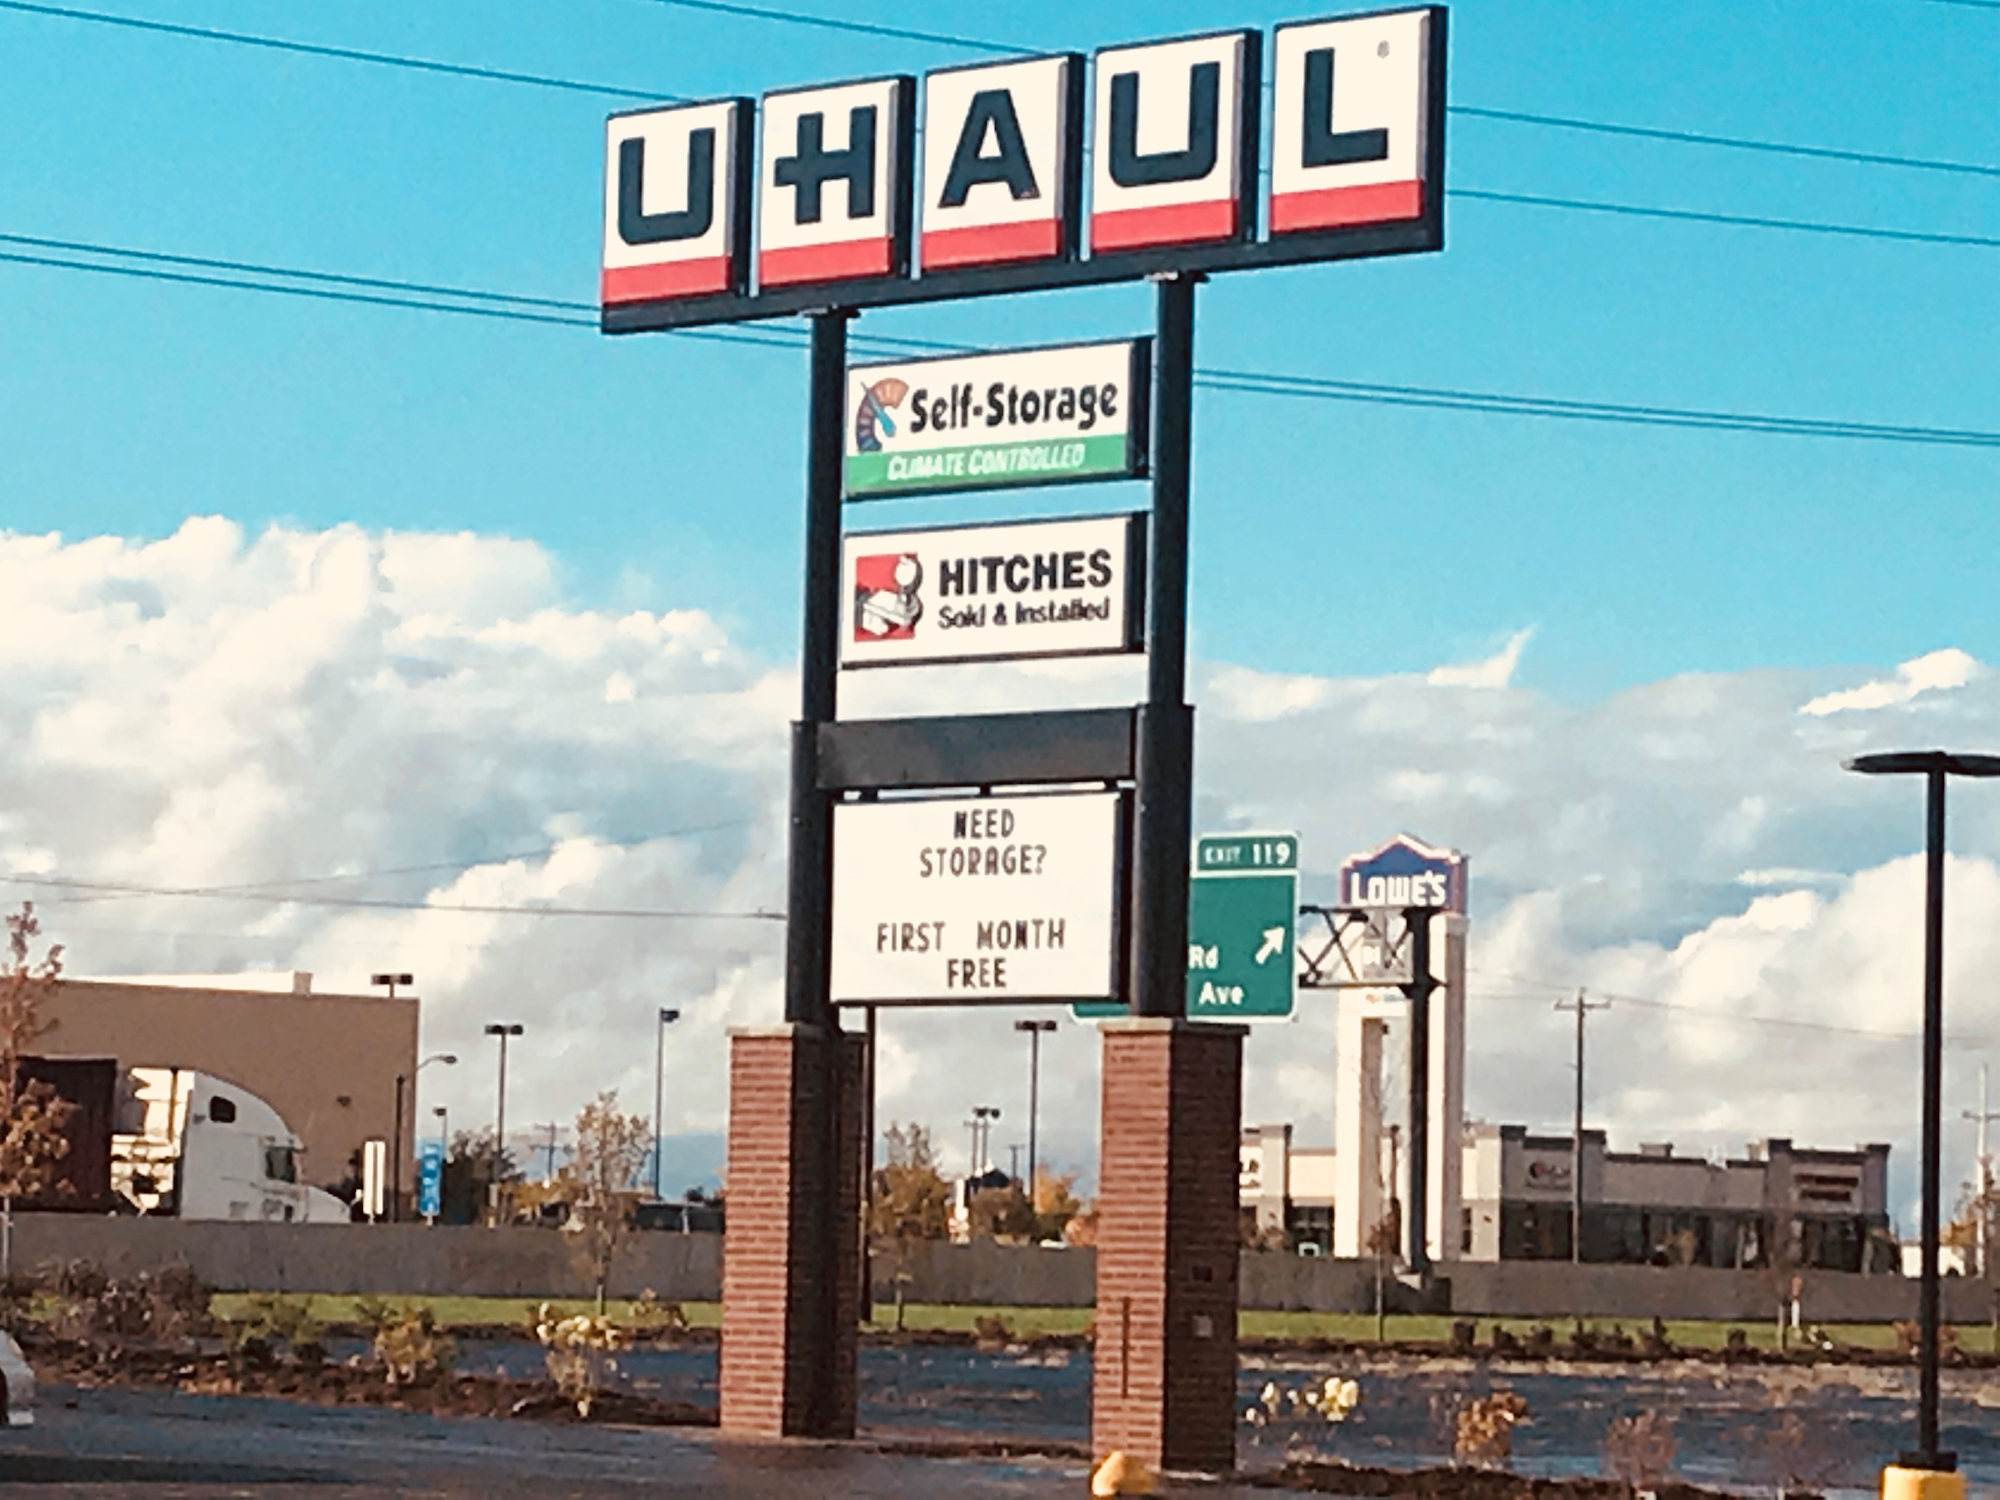 UHAUL®
Self-Storage
CLIMATE CONTROLLED
HITCHES
Sold & Installed
NEED
STORAGE?
FIRST MONTH
FREE
EXIT 119
Rd
Ave
LOWE'S